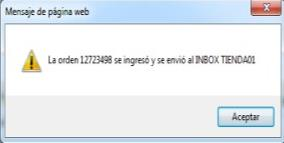 Mensaje de página web
La orden 12723498 se ingresó y se envió al INBOX TIENDA01
Aceptar